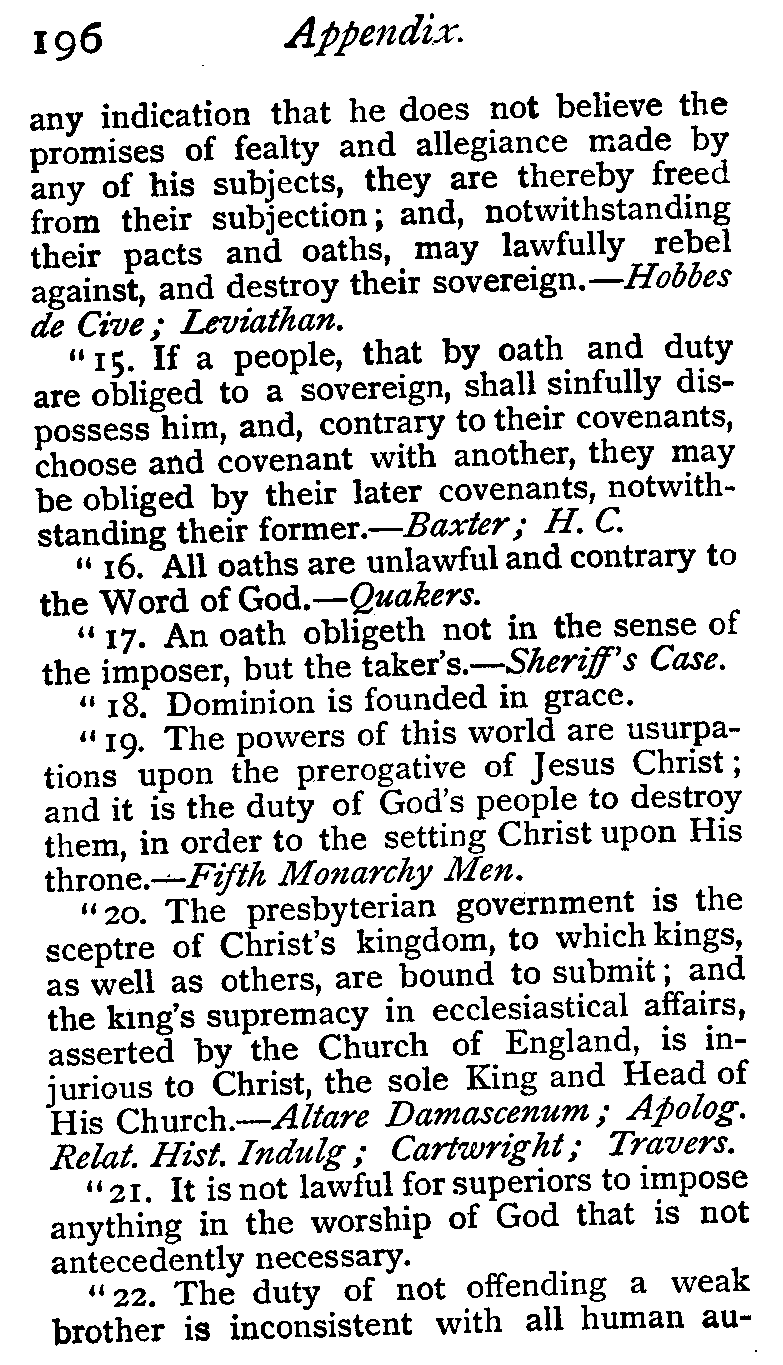 196 Appendix.
any indication that he does not believe the
promises of fealty and allegiance made by
any of his subjects, they are thereby freed
from their subjection; and, notwithstanding
their pacts and oaths, may lawfully rebel
against, and destroy their sovereign.—Hobbes
de Cive; Leviathan.
"15. If a people, that by oath and duty
are obliged to a sovereign, shall sinfully dis-
possess him, and, contrary to their covenants,
choose and covenant with another, they may
be obliged by their later covenants, notwith-
standing their former.—Baxter; H. C.
"16. All oaths are unlawful and contrary to
the Word of God.—Quakers.
"17. An oath obligeth not in the sense of
the imposer, but the taker's.—Sheriff's Case.
"18. Dominion is founded in grace.
"19. The powers of this world are usurpa-
tions upon the prerogative of Jesus Christ;
and it is the duty of God's people to destroy
them, in order to the setting Christ upon His
throne.—Fifth Monarchy Men.
"20. The presbyterian government is the
sceptre of Christ's kingdom, to which kings,
as well as others, are bound to submit; and
the king's supremacy in ecclesiastical affairs,
asserted by the Church of England, is in-
jurious to Christ, the sole King and Head of
His Church.—Altare Damascenum; Apolog.
Relat. Hist. Indulg; Cartwright; Travers.
"21. It is not lawful for superiors to impose
anything in the worship of God that is not
antecedently necessary.
"22. The duty of not offending a weak
brother is inconsistent with all human au-